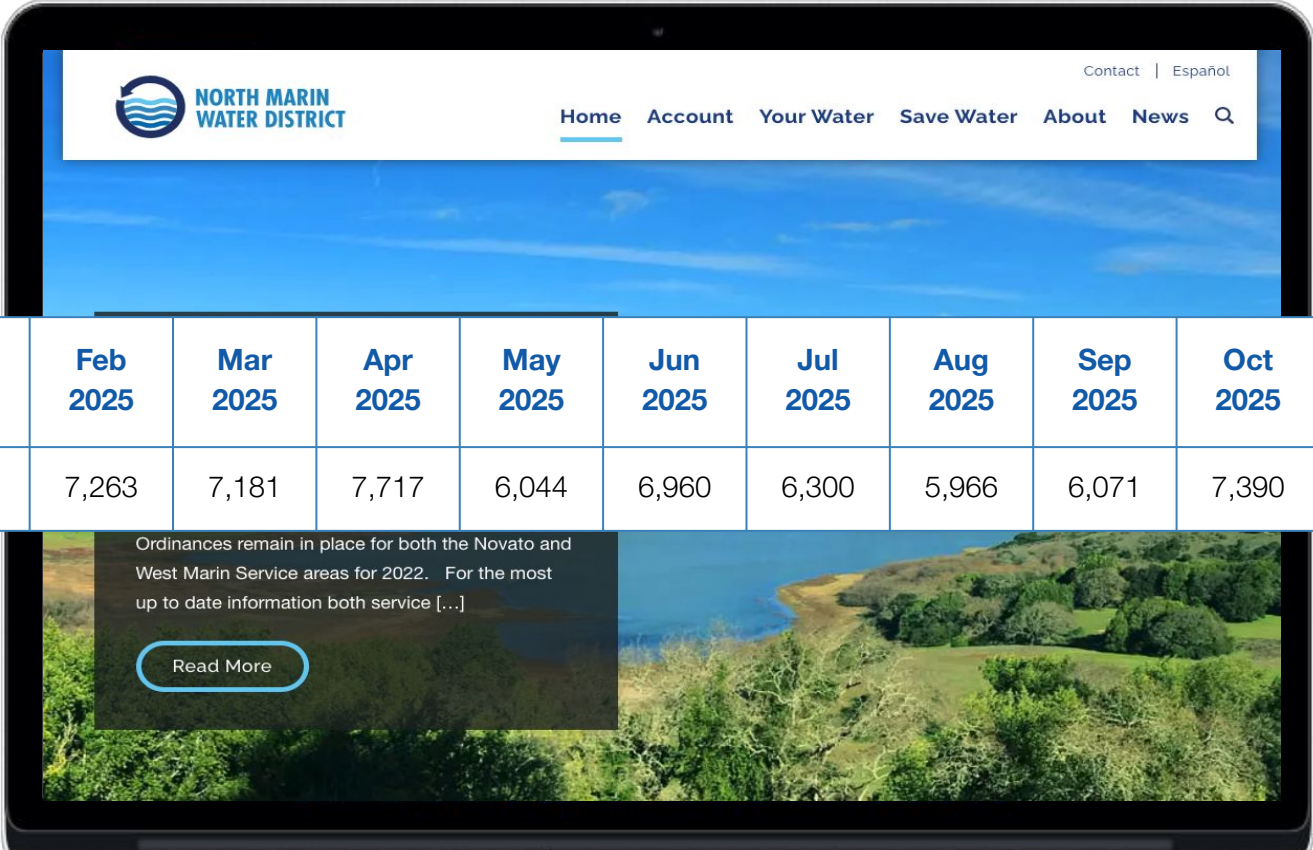 Contact | Español
NORTH MARIN
WATER DISTRICT
Home Account Your Water Save Water About News
Feb 2025 Mar 2025 Apr 2025 May 2025 Jun 2025 Jul 2025 Aug 2025 Sep 2025 Oct 2025
7,263 7,181 7,717 6,044 6,960 6,300 5,966 6,071 7,390
Ordinances remain in place for both the Novato and
West Marin Service areas for 2022. For the most
up to date information both service [...]
Read More